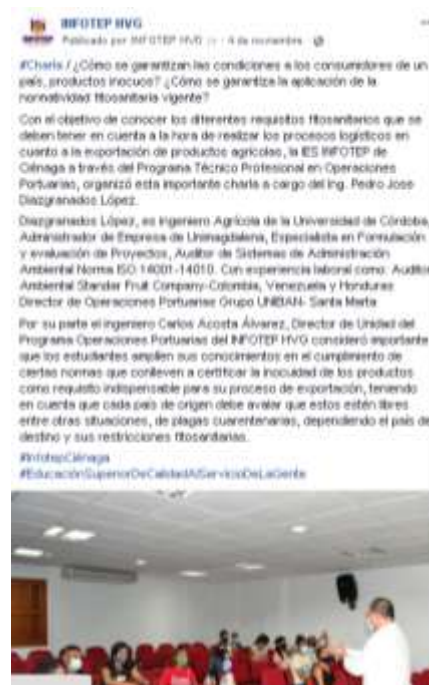 INFOTEP HVG
Publicado por INFOTEP HVG · 4 de noviembre ·
#Charla / ¿Cómo se garantizan las condiciones a los consumidores de un
país, productos inocuos? ¿Cómo se garantiza la aplicación de la
normatividad fitosanitaria vigente?
Con el objetivo de conocer los diferentes requisitos fitosanitarios que se
deben tener en cuenta a la hora de realizar los procesos logísticos en
cuanto a la exportación de productos agrícolas, la IES INFOTEP de
Ciénaga a través del Programa Técnico Profesional en Operaciones
Portuarias, organizó esta importante charla a cargo del Ing. Pedro Jose
Diazgranados López.
Diazgranados López, es Ingeniero Agrícola de la Universidad de Córdoba,
Administrador de Empresa de Unimagdalena, Especialista en Formulación
y evaluación de Proyectos, Auditor de Sistemas de Administración
Ambiental Norma ISO 14001-14010. Con experiencia laboral como: Auditor
Ambiental Standar Fruit Company-Colombia, Venezuela y Honduras
Director de Operaciones Portuarias Grupo UNIBAN- Santa Marta
Por su parte el ingeniero Carlos Acosta Álvarez, Director de Unidad del
Programa Operaciones Portuarias del INFOTEP HVG consideró importante
que los estudiantes amplíen sus conocimientos en el cumplimiento de
ciertas normas que conlleven a certificar la inocuidad de los productos
como requisito indispensable para su proceso de exportación, teniendo
en cuenta que cada país de origen debe avalar que estos estén libres
entre otras situaciones, de plagas cuarentenarias, dependiendo el país de
destino y sus restricciones fitosanitarias.
#InfotepCiénaga
#EducaciónSuperiorDeCalidadAlServicioDeLaGente